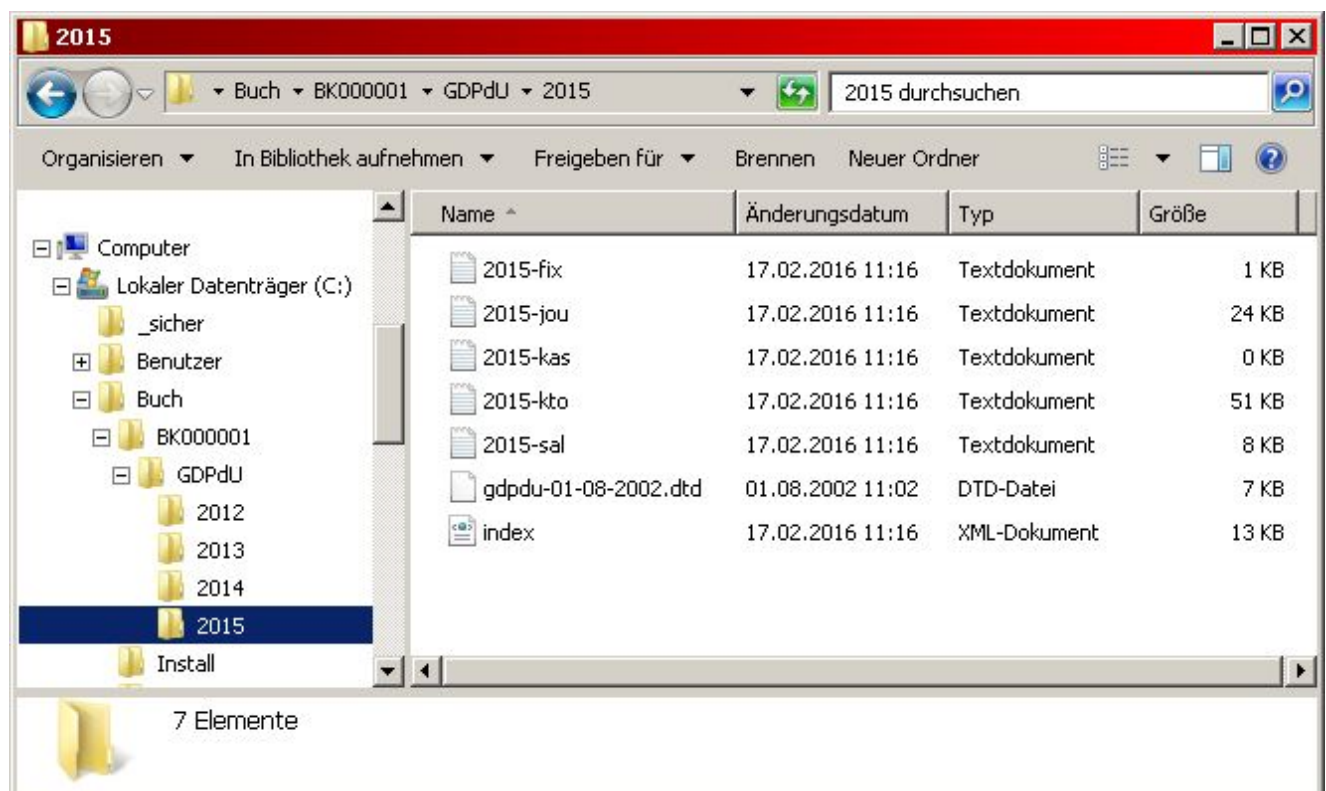 2015
Buch BK000001 GDPdU 2015
2015 durchsuchen
Organisieren In Bibliothek aufnehmen Freigeben für Brennen Neuer Ordner
Computer
Lokaler Datenträger (C:)
_sicher
Benutzer
Buch
BK000001
GDPdU
2012
2013
2014
2015
Install
Name Änderungsdatum Typ Größe
2015-fix 17.02.2016 11:16 Textdokument 1 KB
2015-jou 17.02.2016 11:16 Textdokument 24 KB
2015-kas 17.02.2016 11:16 Textdokument 0 KB
2015-kto 17.02.2016 11:16 Textdokument 51 KB
2015-sal 17.02.2016 11:16 Textdokument 8 KB
gdpdu-01-08-2002.dtd 01.08.2002 11:02 DTD-Datei 7 KB
index 17.02.2016 11:16 XML-Dokument 13 KB
7 Elemente